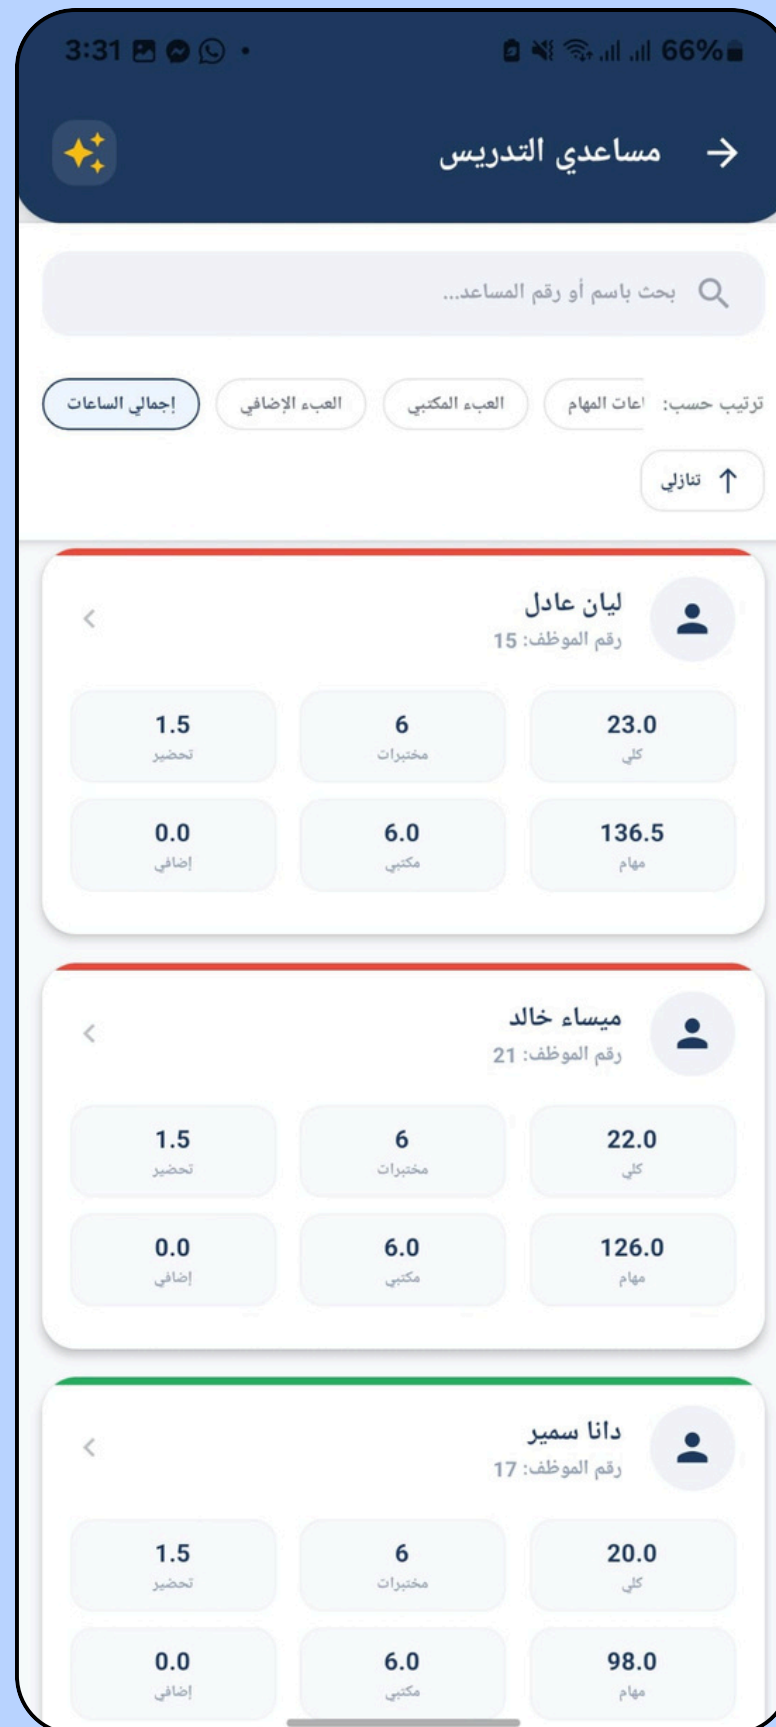 3:31
66%
مساعدي التدريس
بحث باسم أو رقم المساعد...
ترتيب حسب: اعات المهام العبء المكتبي العبء الإضافي إجمالي الساعات
تنازلي
ليان عادل
رقم الموظف: 15
23.0 6 1.5
كلي مختبرات تحضير
136.5 6.0 0.0
مهام مكتبي إضافي
ميساء خالد
رقم الموظف: 21
22.0 6 1.5
كلي مختبرات تحضير
126.0 6.0 0.0
مهام مكتبي إضافي
دانا سمير
رقم الموظف: 17
20.0 6 1.5
كلي مختبرات تحضير
98.0 6.0 0.0
مهام مكتبي إضافي